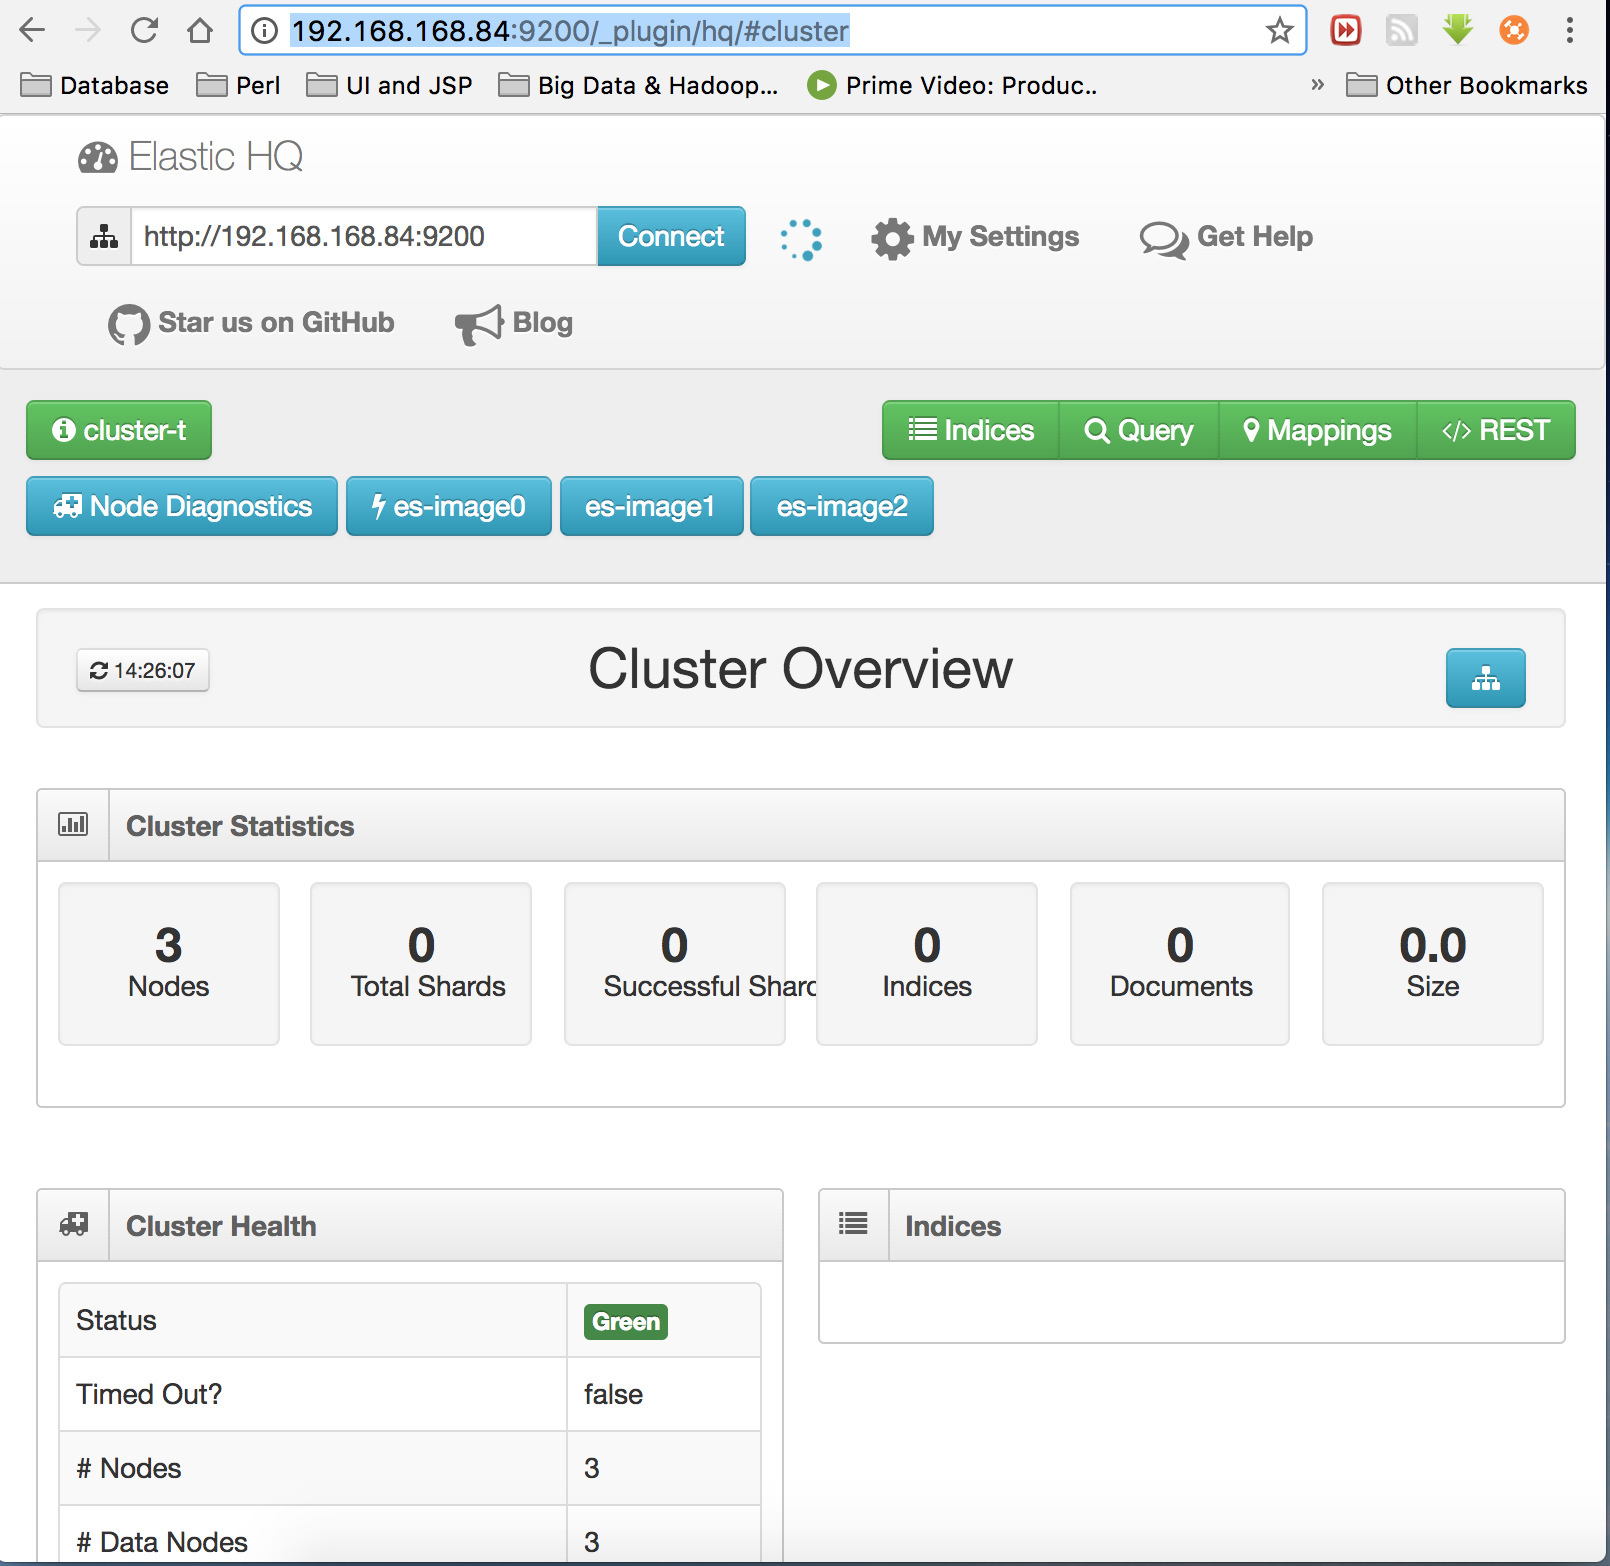 192.168.168.84:9200/_plugin/hq/#cluster
Database Perl UI and JSP Big Data & Hadoop... Prime Video: Produc... » Other Bookmarks
Elastic HQ
http://192.168.168.84:9200 Connect My Settings Get Help
Star us on GitHub Blog
cluster-t Indices Query Mappings </> REST
Node Diagnostics es-image0 es-image1 es-image2
14:26:07 Cluster Overview
Cluster Statistics
3 0 0 0 0 0.0
Nodes Total Shards Successful Shard Indices Documents Size
Cluster Health Indices
Status Green
Timed Out? false
# Nodes 3
# Data Nodes 3